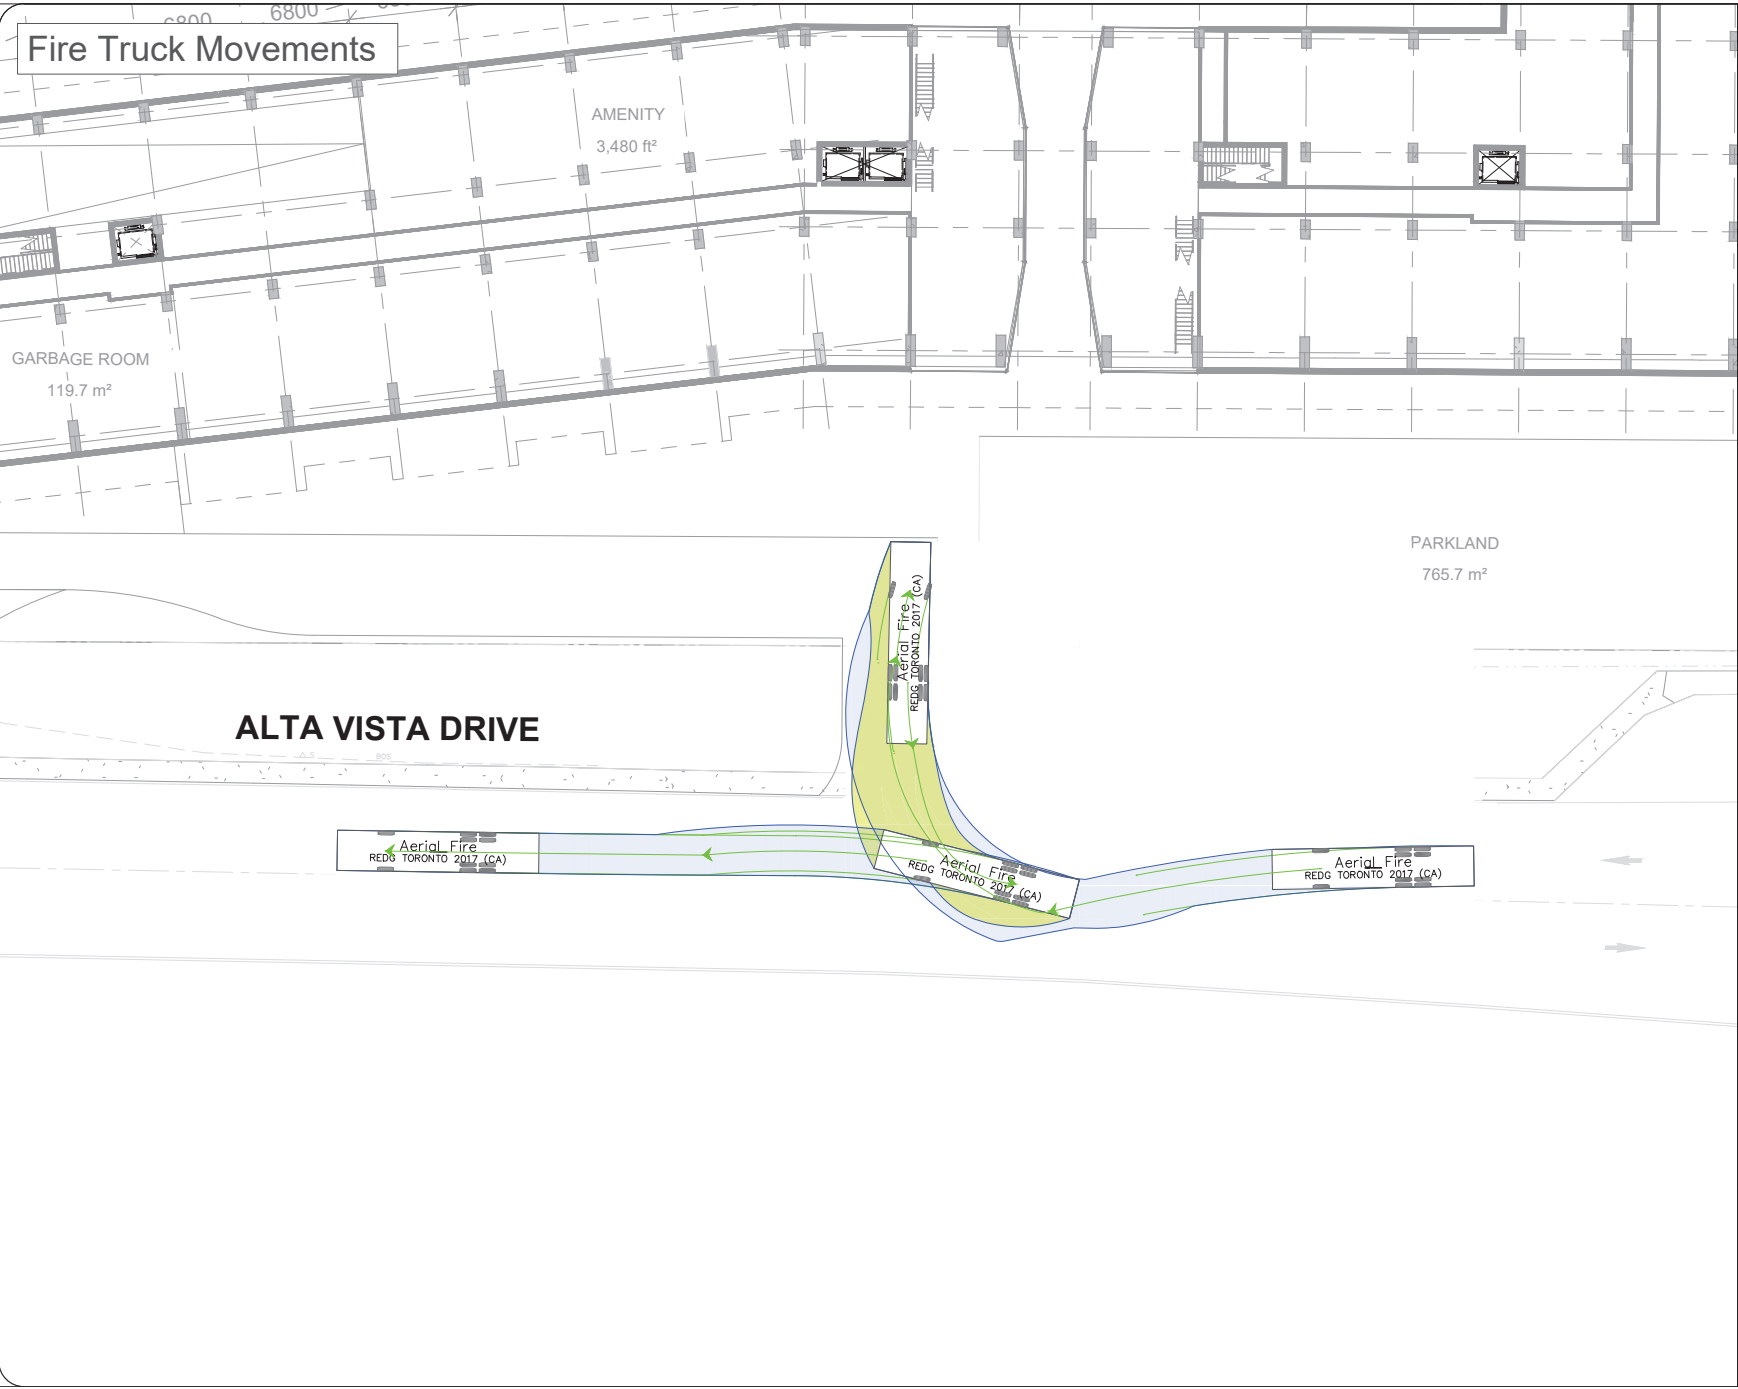 6800
6800
Fire Truck Movements
AMENITY
3,480 ft²
GARBAGE ROOM
119.7 m²
PARKLAND
765.7 m²
Aerial Fire
REDG TORONTO 2017 (CA)
ALTA VISTA DRIVE
Aerial Fire
REDG TORONTO 2017 (CA)
Aerial Fire
REDG TORONTO 2017 (CA)
Aerial Fire
REDG TORONTO 2017 (CA)